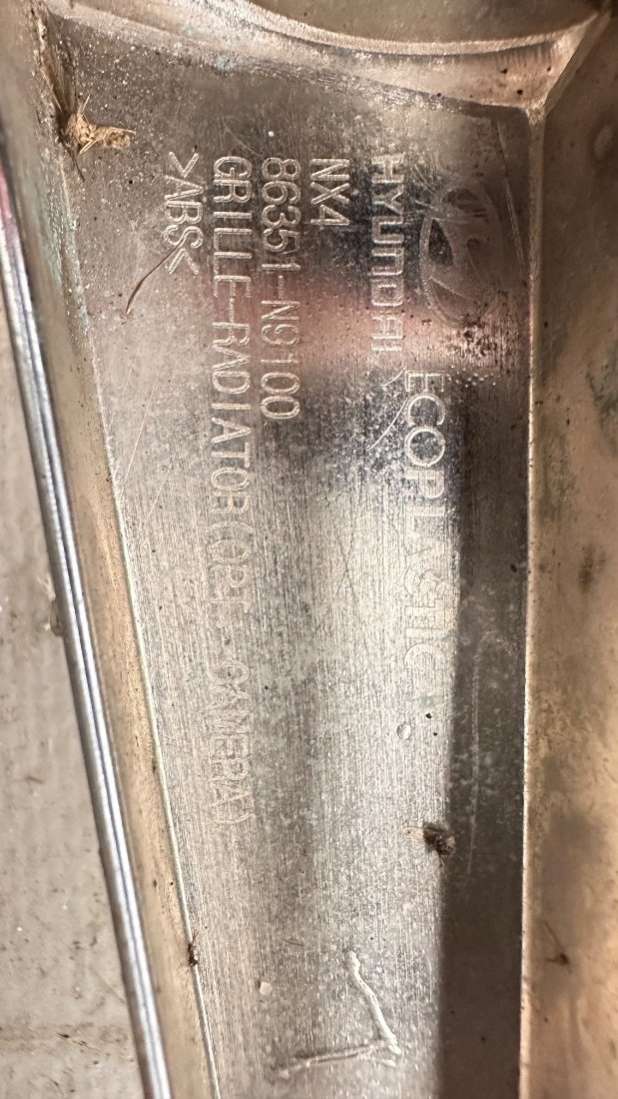 HYUNDAI ECOPLASTIC
NX4
86351-N9100
GRILLE-RADIATOR(OPT.-CAMERA)
>ABS<